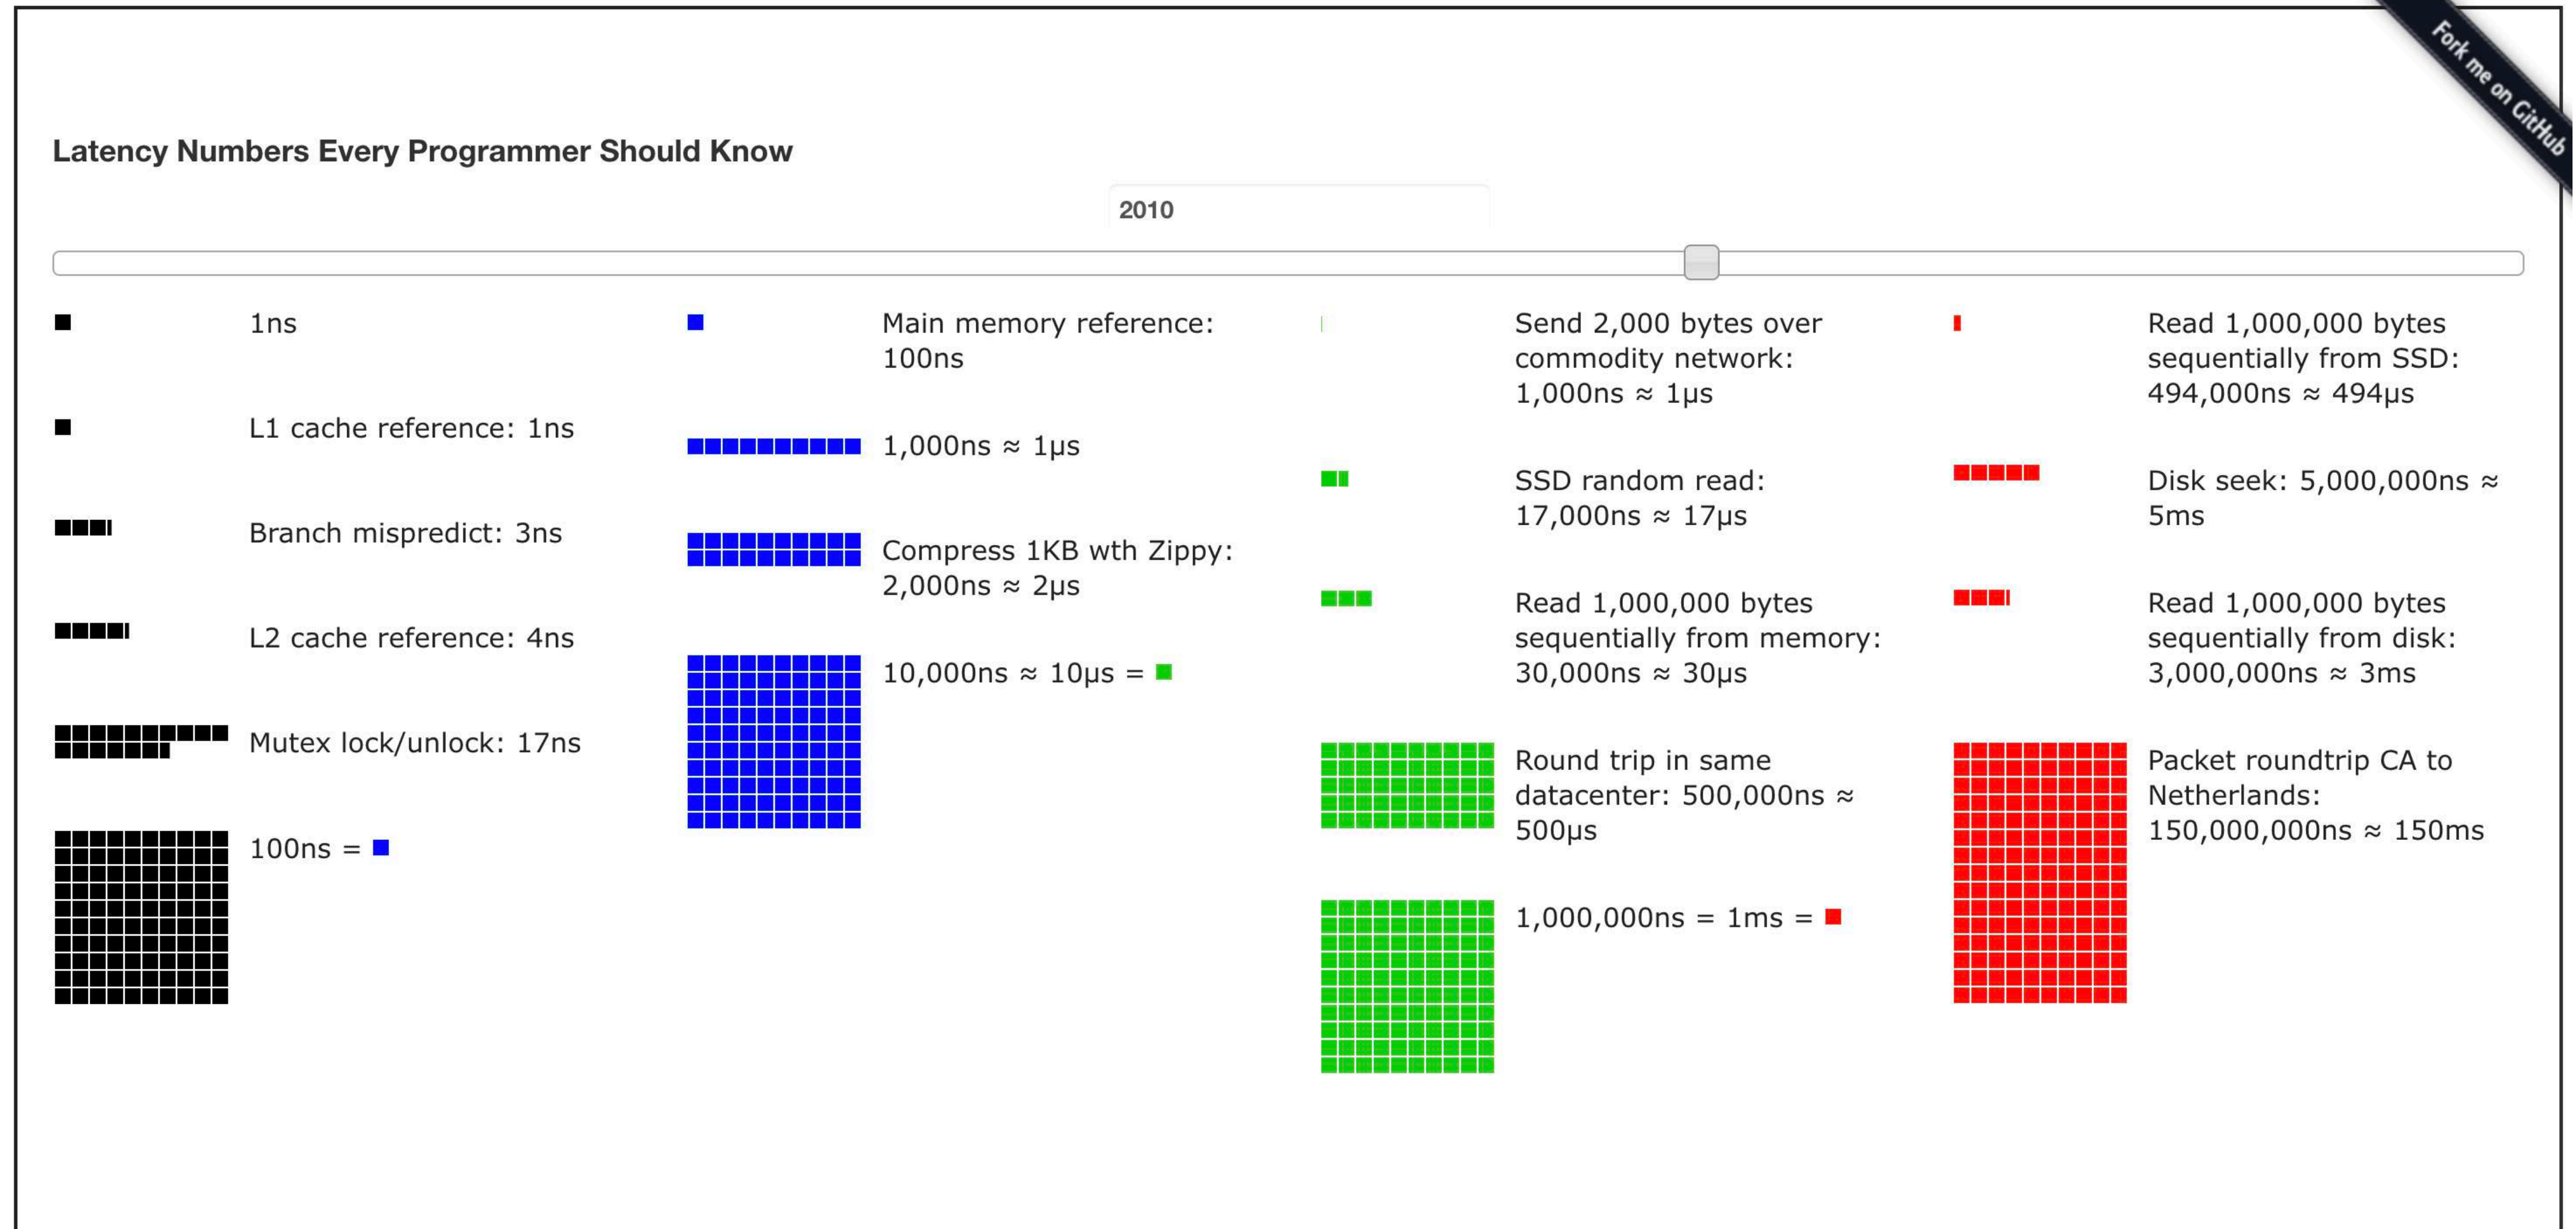 Fork me on GitHub
Latency Numbers Every Programmer Should Know
2010
1ns
L1 cache reference: 1ns
Branch mispredict: 3ns
L2 cache reference: 4ns
Mutex lock/unlock: 17ns
100ns =
Main memory reference:
100ns
1,000ns ≈ 1μs
Compress 1KB wth Zippy:
2,000ns ≈ 2μs
10,000ns ≈ 10μs =
Send 2,000 bytes over
commodity network:
1,000ns ≈ 1μs
SSD random read:
17,000ns ≈ 17μs
Read 1,000,000 bytes
sequentially from memory:
30,000ns ≈ 30μs
Round trip in same
datacenter: 500,000ns ≈
500μs
1,000,000ns = 1ms =
Read 1,000,000 bytes
sequentially from SSD:
494,000ns ≈ 494μs
Disk seek: 5,000,000ns ≈
5ms
Read 1,000,000 bytes
sequentially from disk:
3,000,000ns ≈ 3ms
Packet roundtrip CA to
Netherlands:
150,000,000ns ≈ 150ms